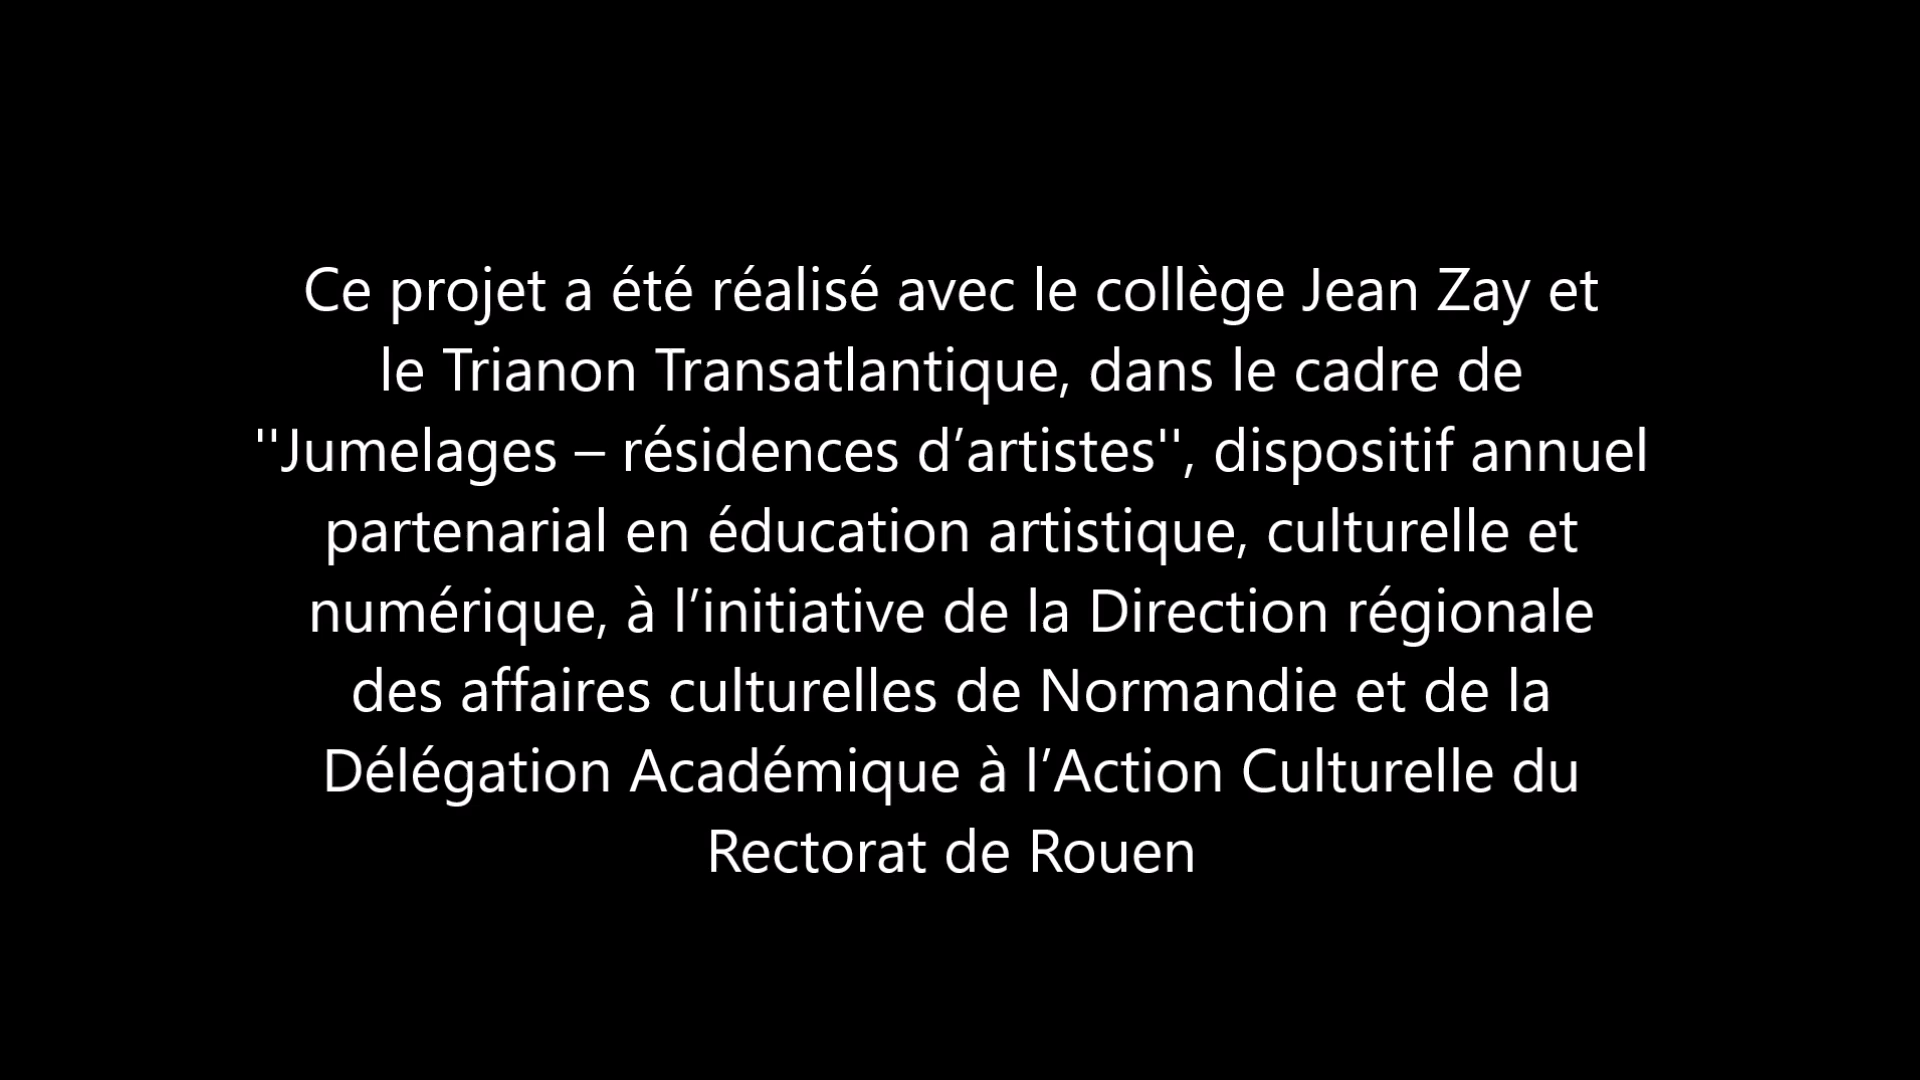 Ce projet a été réalisé avec le collège Jean Zay et
le Trianon Transatlantique, dans le cadre de
''Jumelages – résidences d’artistes'', dispositif annuel
partenarial en éducation artistique, culturelle et
numérique, à l’initiative de la Direction régionale
des affaires culturelles de Normandie et de la
Délégation Académique à l’Action Culturelle du
Rectorat de Rouen